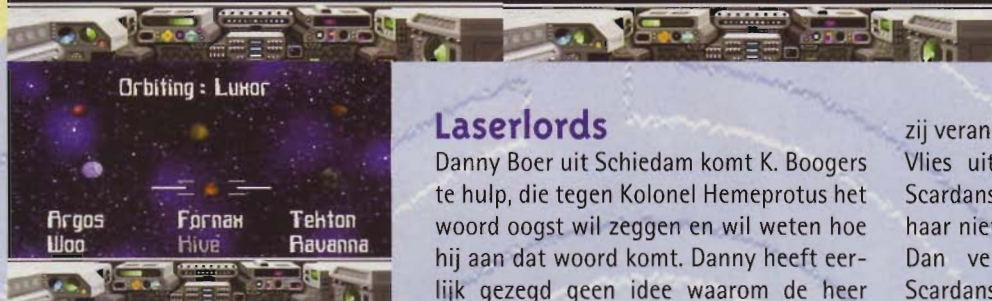 Orbiting : Luxor
Argos Fornax Tekton
Woo Hive Ravanna
Laserlords
Danny Boer uit Schiedam komt K. Boogers
te hulp, die tegen Kolonel Hemeprotus het
woord oogst wil zeggen en wil weten hoe
hij aan dat woord komt. Danny heeft eer-
lijk gezegd geen idee waarom de heer
zij veran
Vlies uit
Scardans
haar nie
Dan ve
Scardans